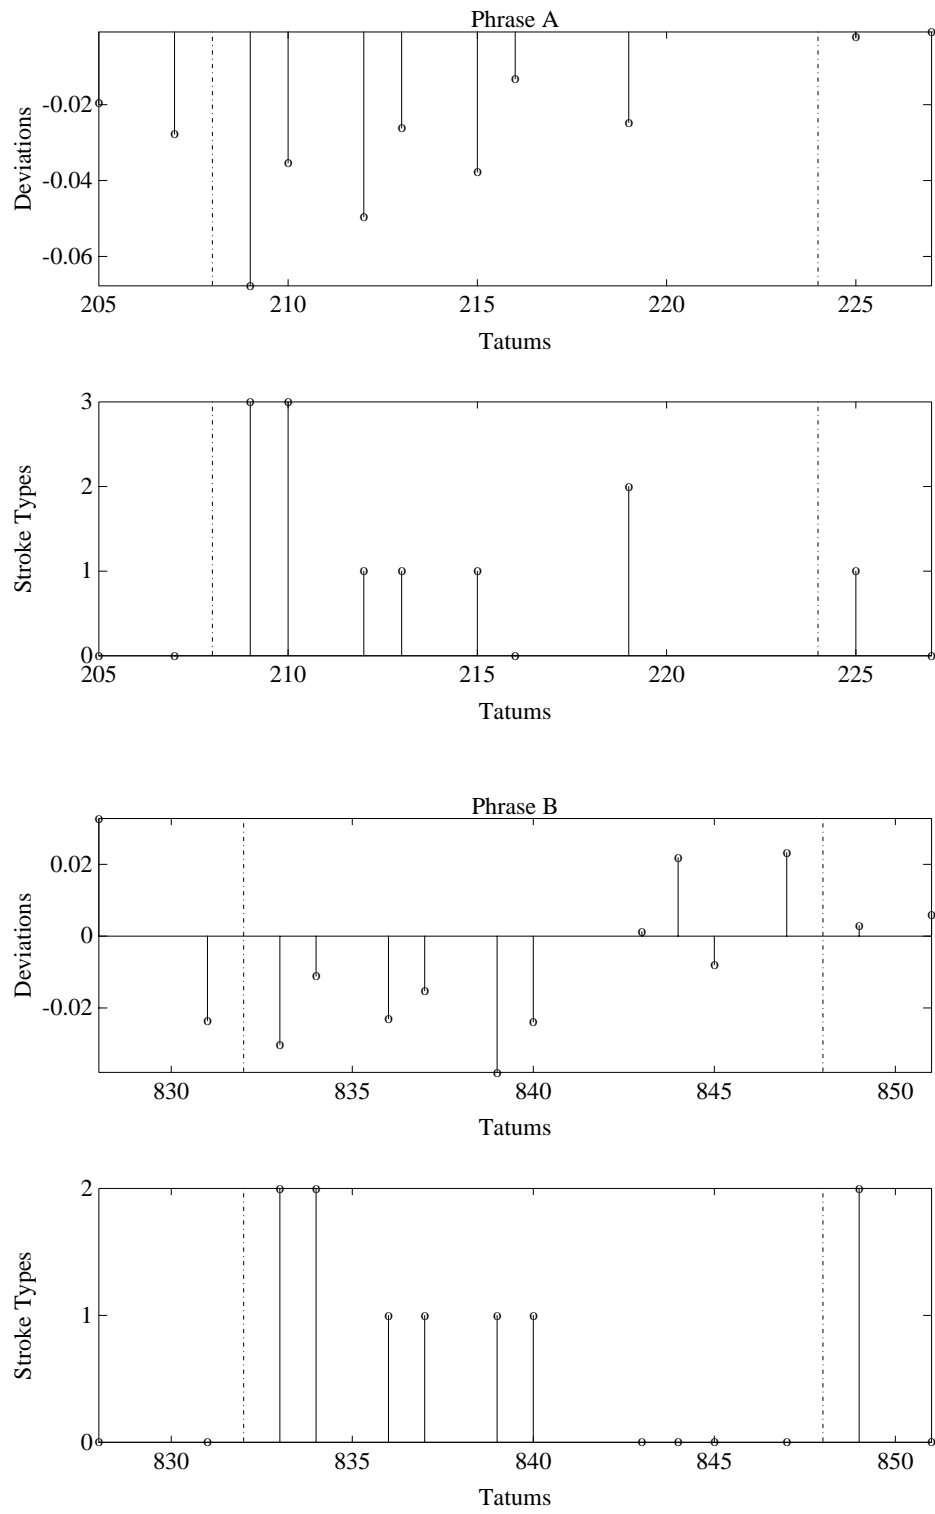 Phrase A
-0.02
-0.04
-0.06
Deviations
205 210 215 220 225
Tatums
3
2
1
0
Stroke Types
205 210 215 220 225
Tatums
Phrase B
0.02
0
-0.02
Deviations
830 835 840 845 850
Tatums
2
1
0
Stroke Types
830 835 840 845 850
Tatums